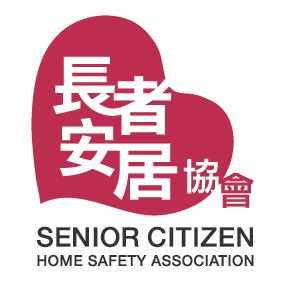 長者
安居協會
SENIOR CITIZEN
HOME SAFETY ASSOCIATION